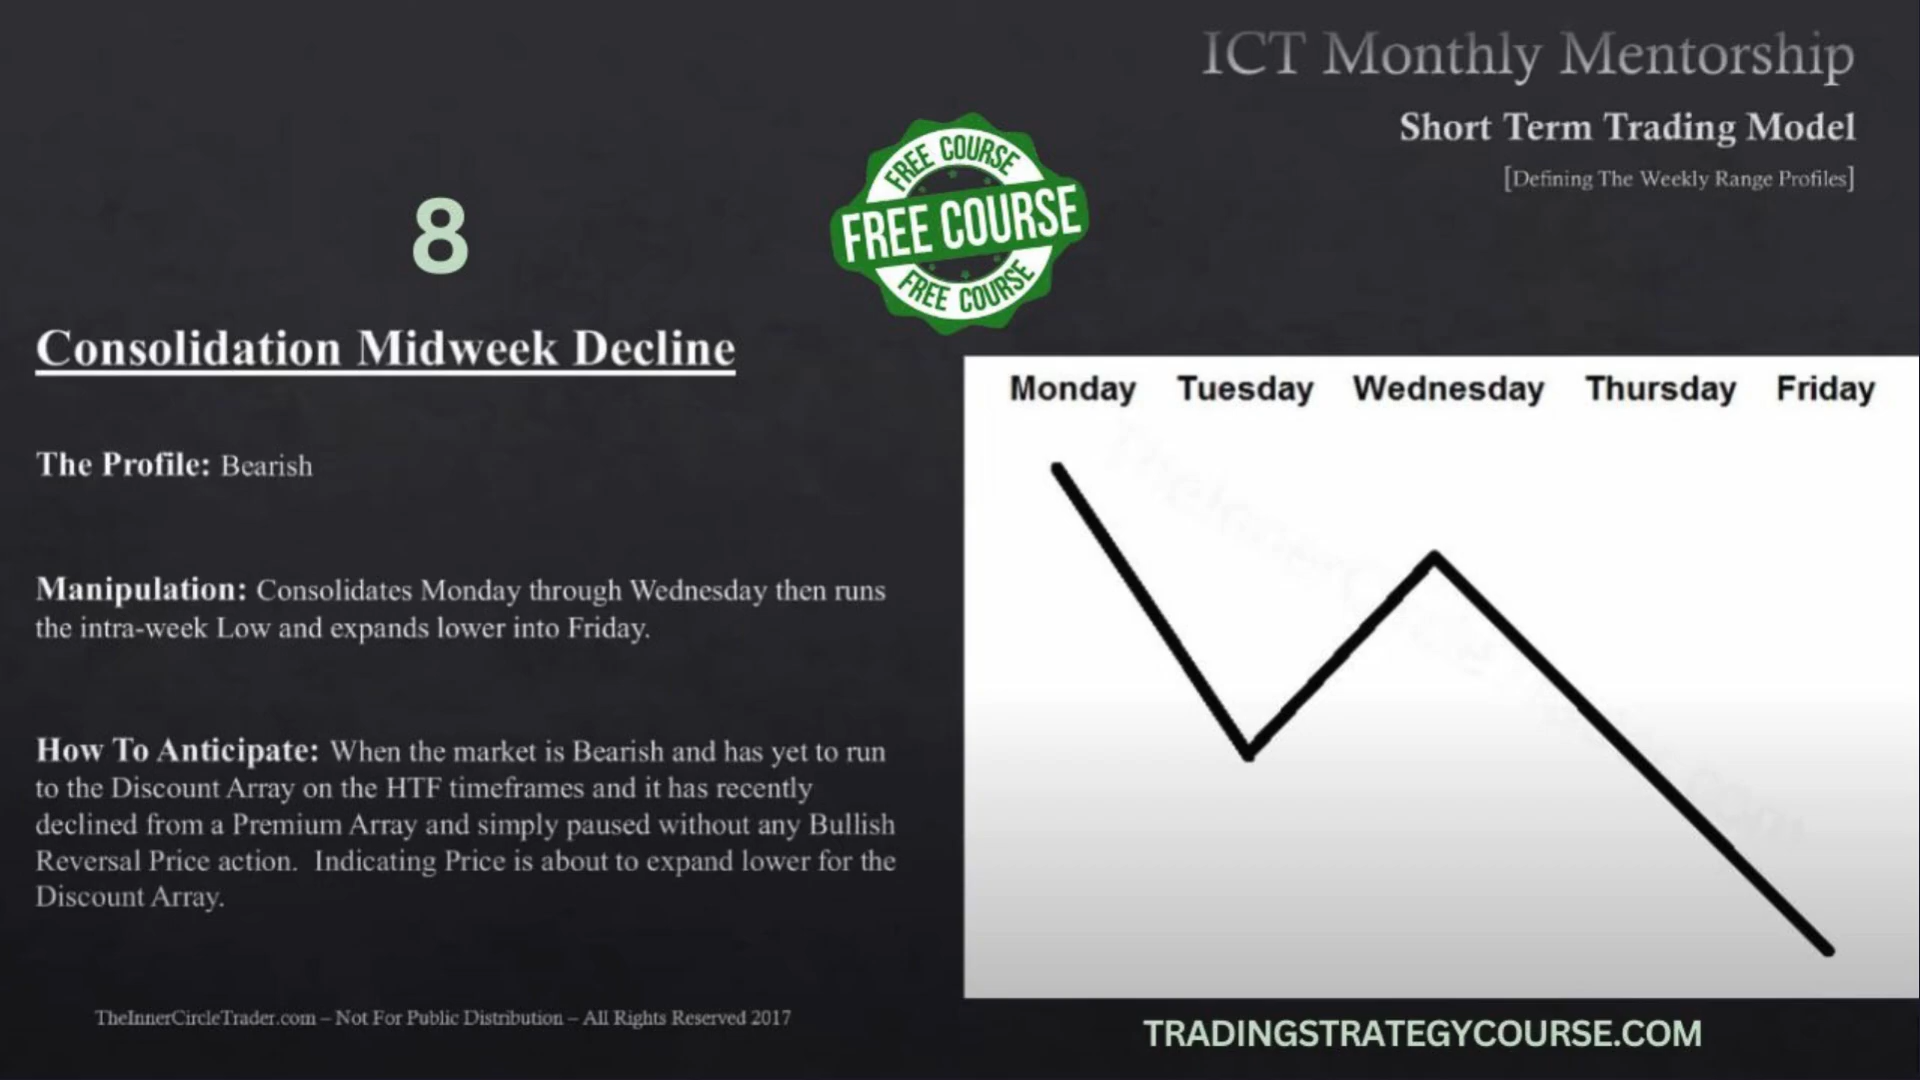 ICT Monthly Mentorship
Short Term Trading Model
[Defining The Weekly Range Profiles]
8
FREE COURSE
FREE COURSE
FREE COURSE
Consolidation Midweek Decline
The Profile: Bearish
Manipulation: Consolidates Monday through Wednesday then runs
the intra-week Low and expands lower into Friday.
How To Anticipate: When the market is Bearish and has yet to run
to the Discount Array on the HTF timeframes and it has recently
declined from a Premium Array and simply paused without any Bullish
Reversal Price action.  Indicating Price is about to expand lower for the
Discount Array.
Monday Tuesday Wednesday Thursday Friday
TheInnerCircleTrader.com – Not For Public Distribution – All Rights Reserved 2017
TRADINGSTRATEGYCOURSE.COM